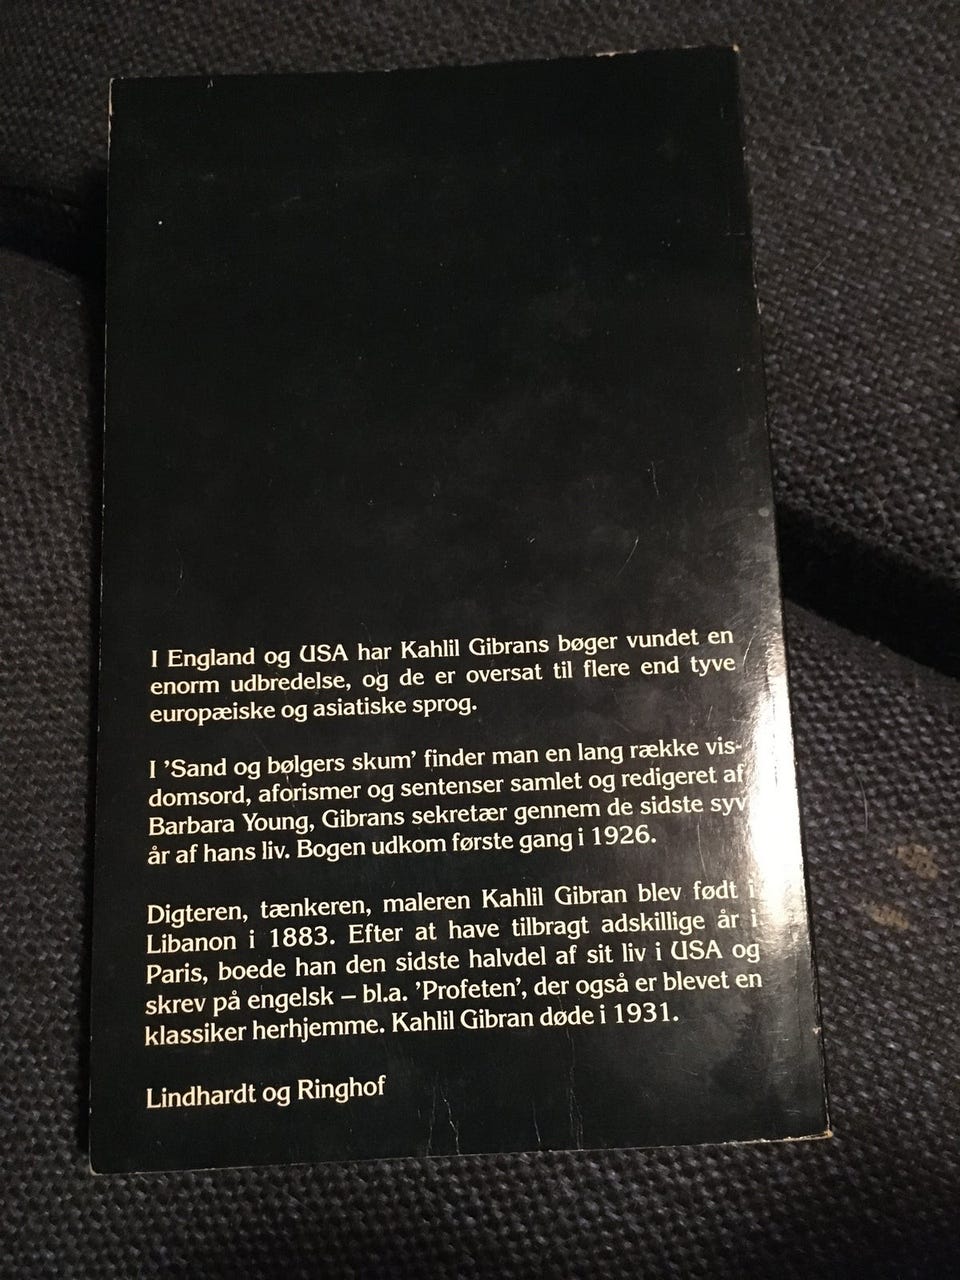 I England og USA har Kahlil Gibrans bøger vundet en
enorm udbredelse, og de er oversat til flere end tyve
europæiske og asiatiske sprog.
I 'Sand og bølgers skum' finder man en lang række vis-
domsord, aforismer og sentenser samlet og redigeret af
Barbara Young, Gibrans sekretær gennem de sidste syv
år af hans liv. Bogen udkom første gang i 1926.
Digteren, tænkeren, maleren Kahlil Gibran blev født i
Libanon i 1883. Efter at have tilbragt adskillige år i
Paris, boede han den sidste halvdel af sit liv i USA og
skrev på engelsk – bl.a. 'Profeten', der også er blevet en
klassiker herhjemme. Kahlil Gibran døde i 1931.
Lindhardt og Ringhof